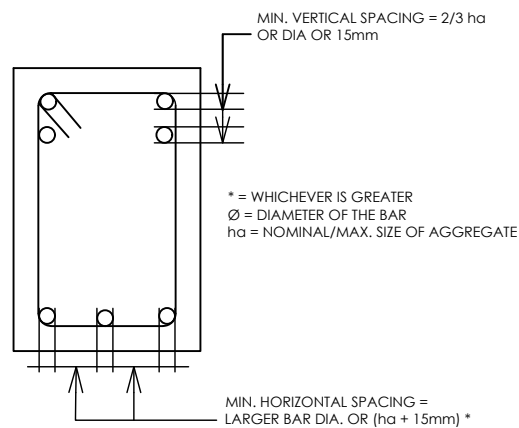 MIN. VERTICAL SPACING = 2/3 ha
OR DIA OR 15mm
* = WHICHEVER IS GREATER
Ø = DIAMETER OF THE BAR
ha = NOMINAL/MAX. SIZE OF AGGREGATE
MIN. HORIZONTAL SPACING =
LARGER BAR DIA. OR (ha + 15mm) *